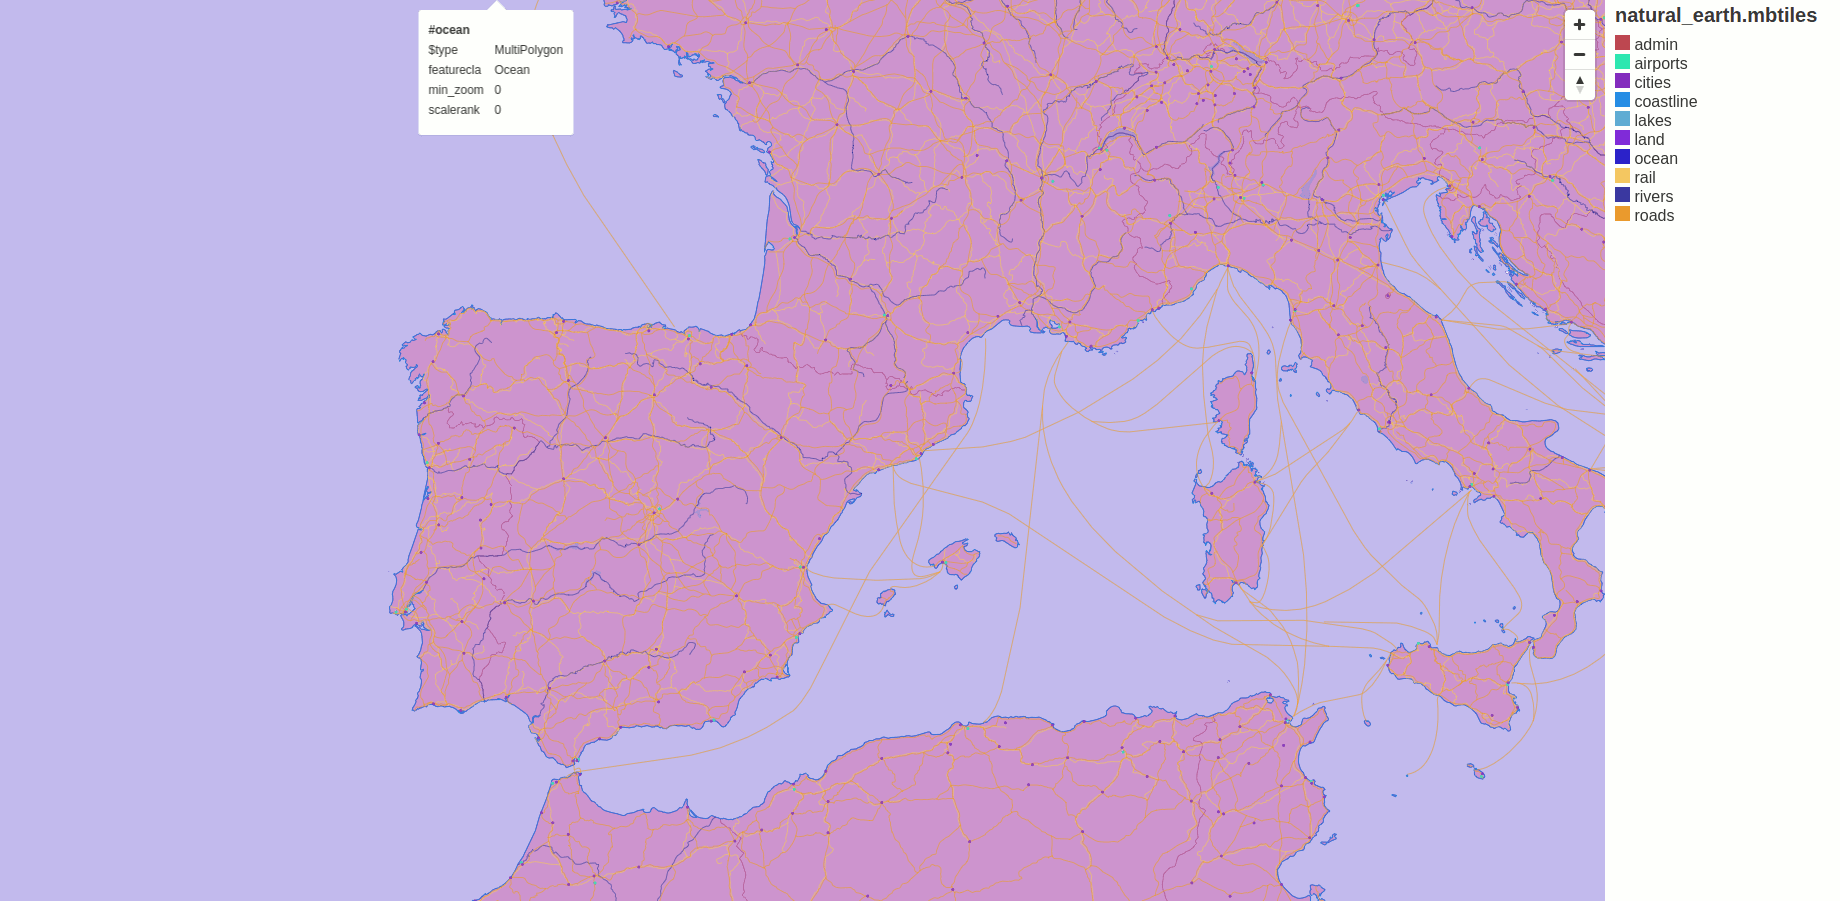 #ocean
$type MultiPolygon
featurecla Ocean
min_zoom 0
scalerank 0
natural_earth.mbtiles
admin
airports
cities
coastline
lakes
land
ocean
rail
rivers
roads